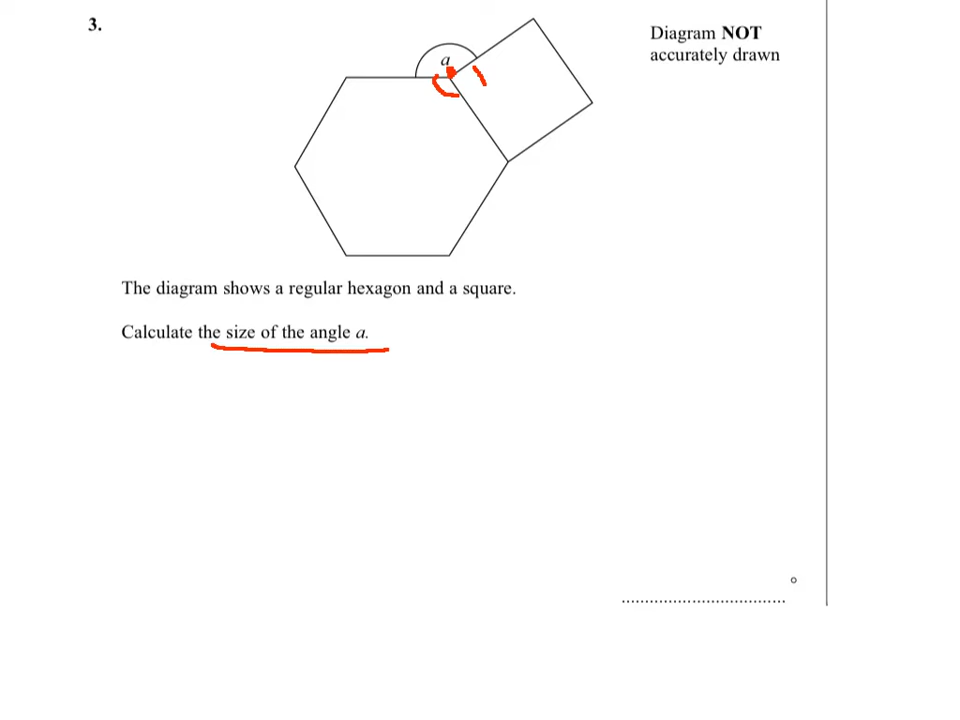 3.
Diagram NOT
accurately drawn
a
The diagram shows a regular hexagon and a square.
Calculate the size of the angle a.
.................................... °